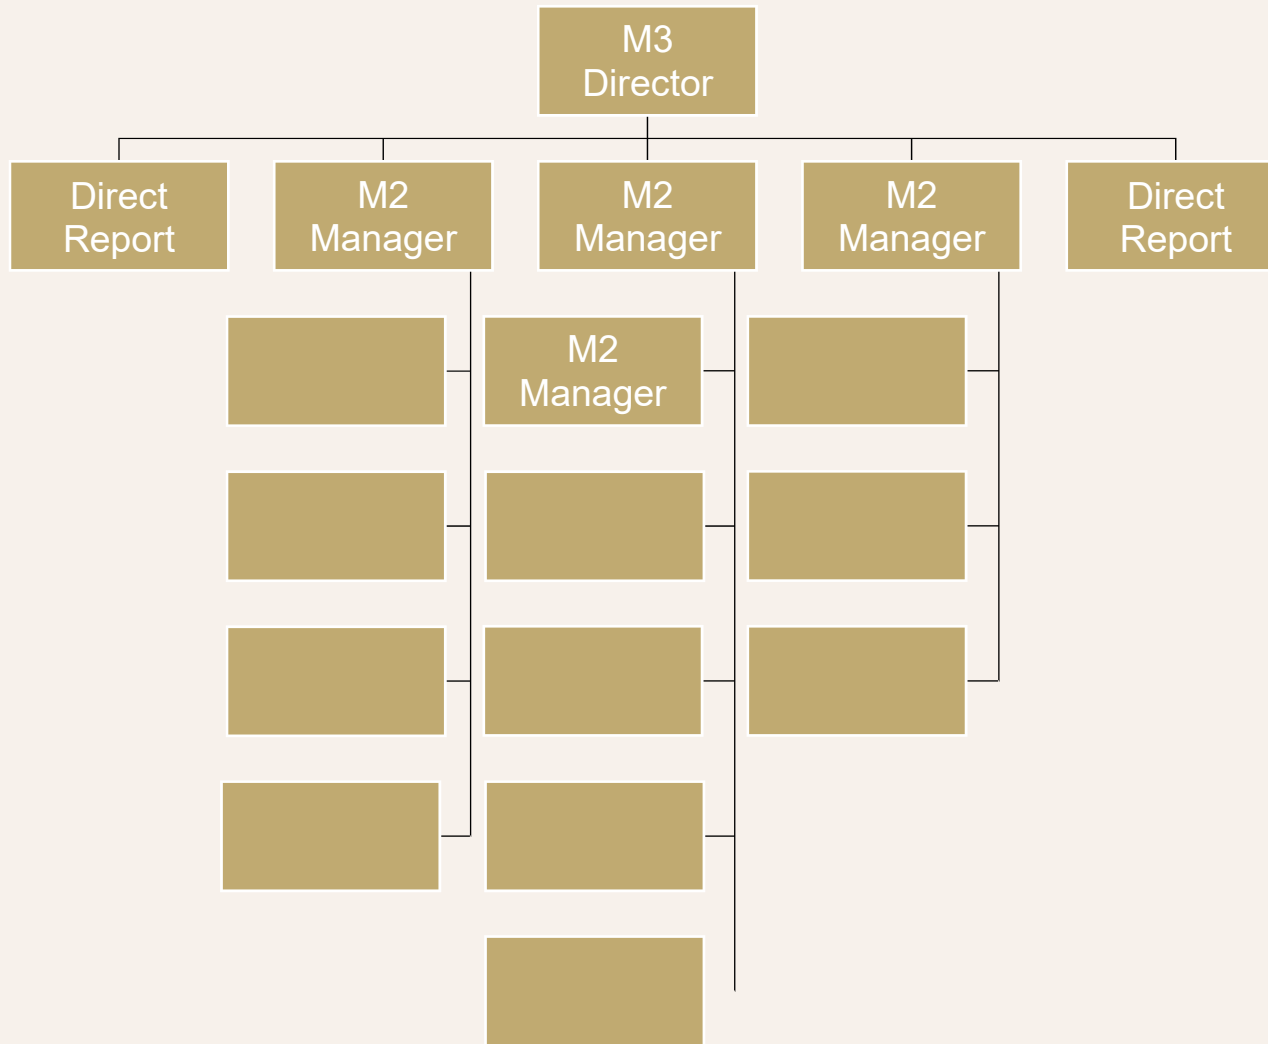 M3
Director
Direct
Report
M2
Manager
M2
Manager
M2
Manager
Direct
Report
M2
Manager